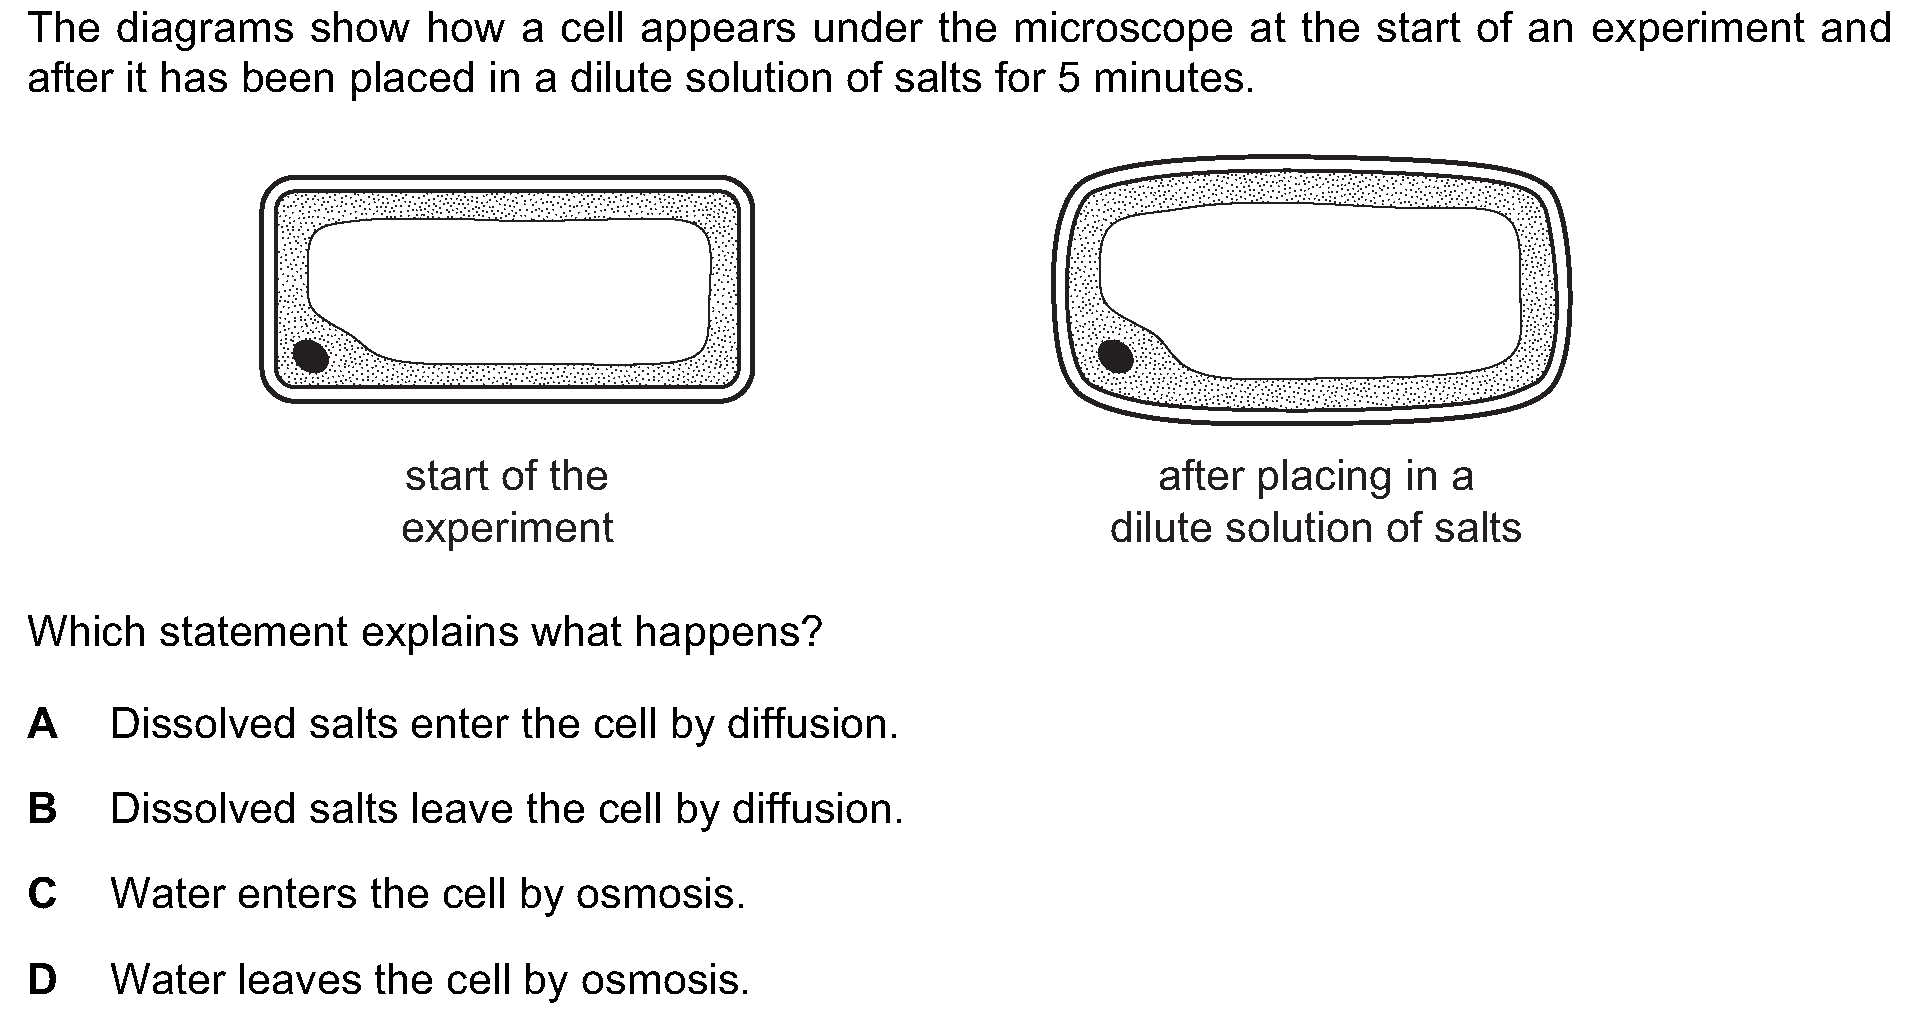 The diagrams show how a cell appears under the microscope at the start of an experiment and
after it has been placed in a dilute solution of salts for 5 minutes.
start of the
experiment
after placing in a
dilute solution of salts
Which statement explains what happens?
A Dissolved salts enter the cell by diffusion.
B Dissolved salts leave the cell by diffusion.
C Water enters the cell by osmosis.
D Water leaves the cell by osmosis.